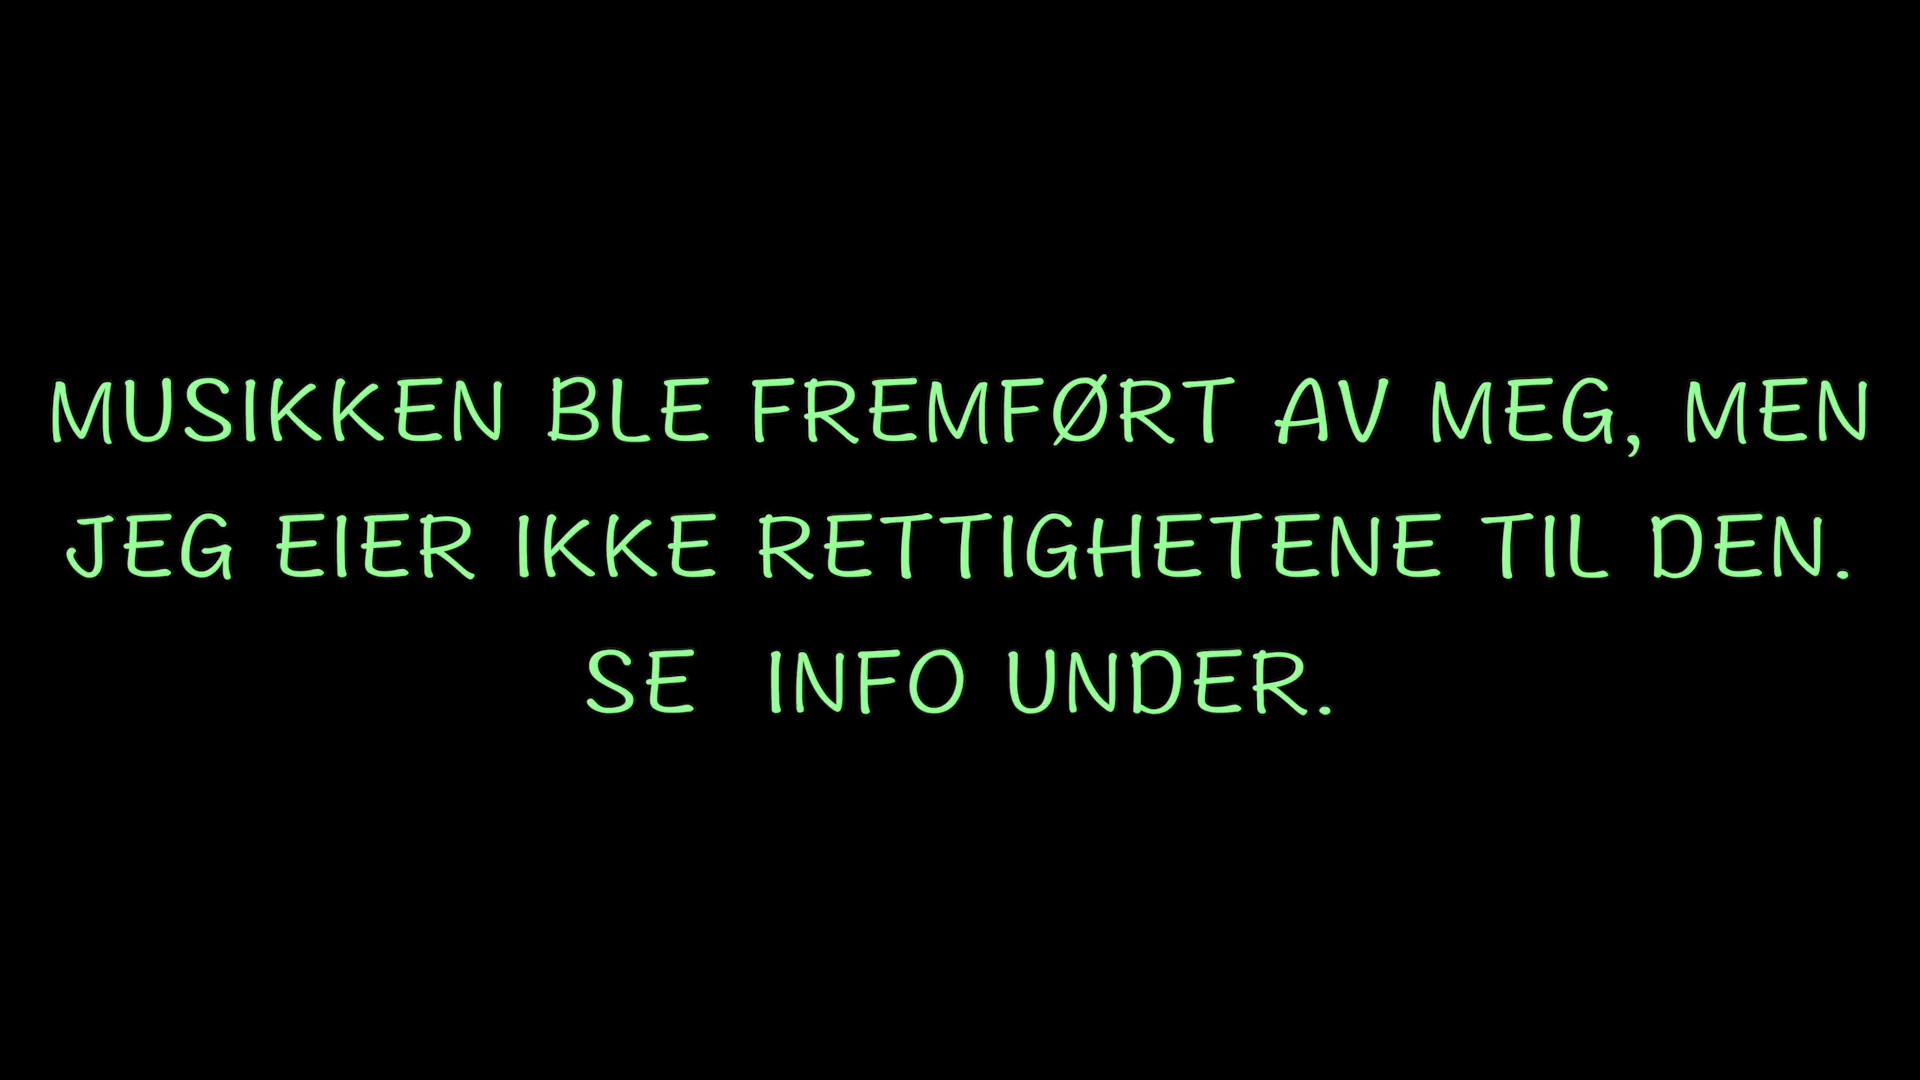 MUSIKKEN BLE FREMFØRT AV MEG, MEN
JEG EIER IKKE RETTIGHETENE TIL DEN.
SE INFO UNDER.